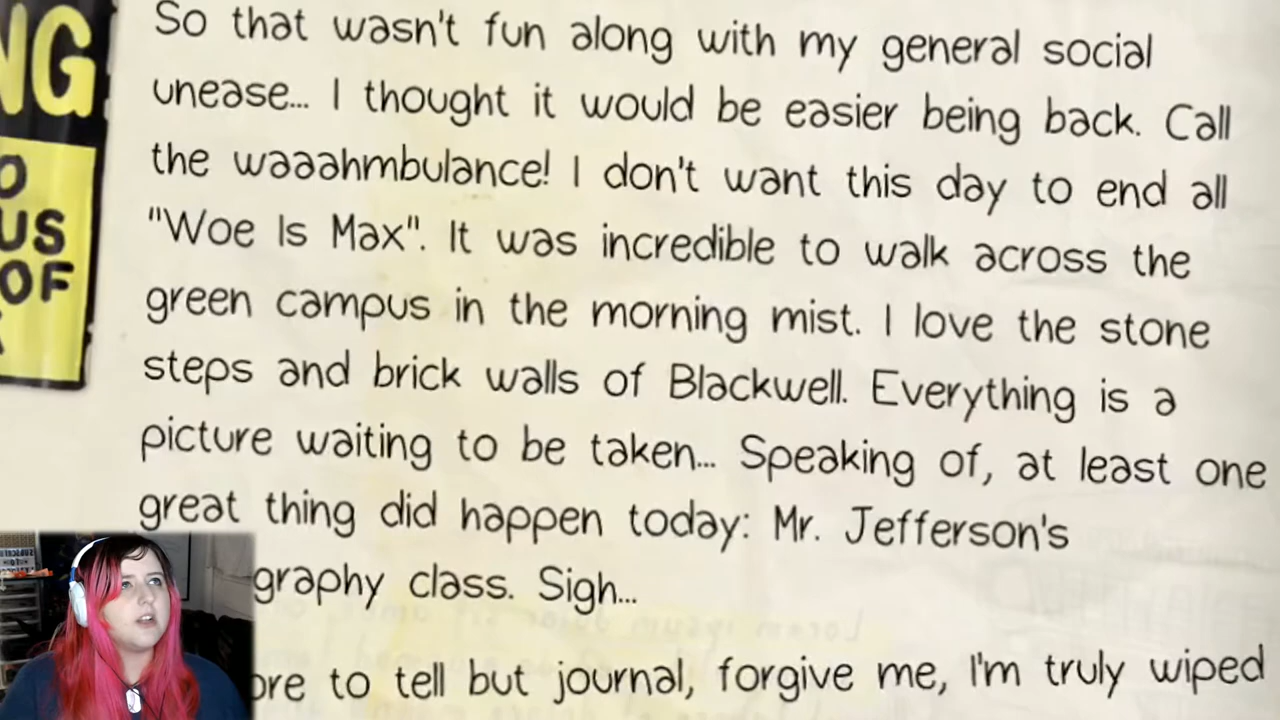 So that wasn't fun along with my general social
unease... I thought it would be easier being back. Call
the waaahmbulance! I don't want this day to end all
"Woe Is Max". It was incredible to walk across the
green campus in the morning mist. I love the stone
steps and brick walls of Blackwell. Everything is a
picture waiting to be taken... Speaking of, at least one
great thing did happen today: Mr. Jefferson's
graphy class. Sigh...
ore to tell but journal, forgive me, I'm truly wiped
NG
O
US
OF